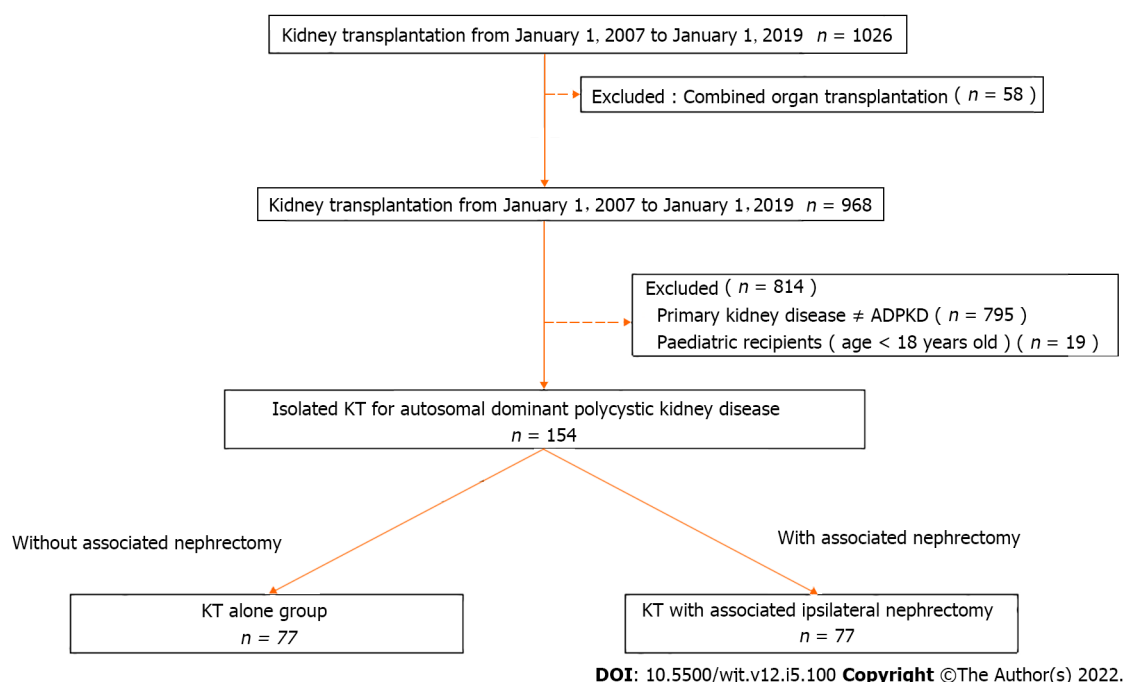 Kidney transplantation from January 1, 2007 to January 1, 2019 n = 1026
Excluded : Combined organ transplantation ( n = 58 )
Kidney transplantation from January 1, 2007 to January 1, 2019 n = 968
Excluded ( n = 814 )
Primary kidney disease ≠ ADPKD ( n = 795 )
Paediatric recipients ( age < 18 years old ) ( n = 19 )
Isolated KT for autosomal dominant polycystic kidney disease
n = 154
Without associated nephrectomy
With associated nephrectomy
KT alone group
n = 77
KT with associated ipsilateral nephrectomy
n = 77
DOI: 10.5500/wjt.v12.i5.100 Copyright ©The Author(s) 2022.